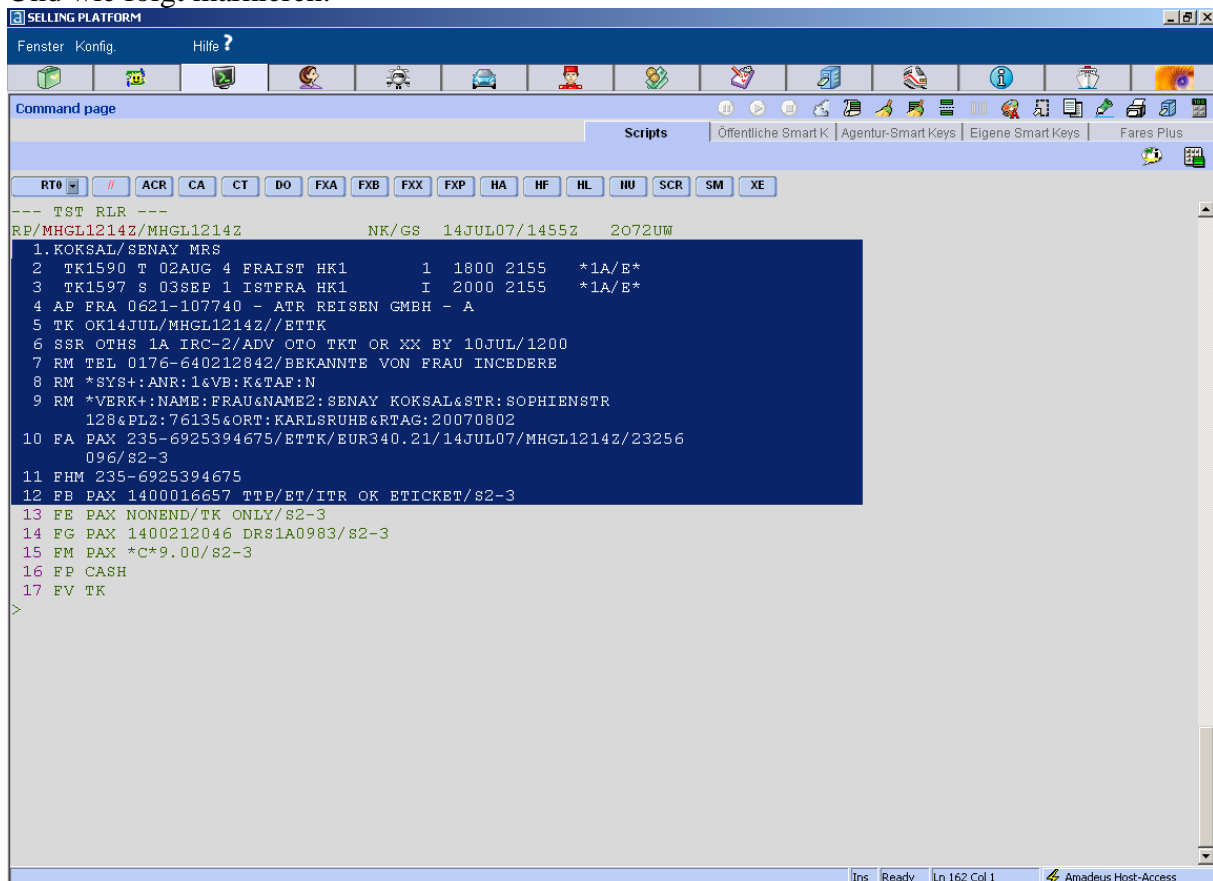 Und wie folgt markieren:
SELLING PLATFORM
Fenster Konfig. Hilfe ?
Command page
Scripts Öffentliche Smart K Agentur-Smart Keys Eigene Smart Keys Fares Plus
RT0 // ACR CA CT DO FXA FXB FXX FXP HA HF HL HU SCR SM XE
--- TST RLR ---
RP/MHGL1214Z/MHGL1214Z NK/GS 14JUL07/1455Z 2O72UW
1.KOKSAL/SENAY MRS
2 TK1590 T 02AUG 4 FRAIST HK1 1 1800 2155 *1A/E*
3 TK1597 S 03SEP 1 ISTFRA HK1 I 2000 2155 *1A/E*
4 AP FRA 0621-107740 - ATR REISEN GMBH - A
5 TK OK14JUL/MHGL1214Z//ETTK
6 SSR OTHS 1A IRC-2/ADV OTO TKT OR XX BY 10JUL/1200
7 RM TEL 0176-640212842/BEKANNTE VON FRAU INCEDERE
8 RM *SYS+:ANR:1&VB:K&TAF:N
9 RM *VERK+:NAME:FRAU&NAME2:SENAY KOKSAL&STR:SOPHIENSTR
128&PLZ:76135&ORT:KARLSRUHE&RTAG:20070802
10 FA PAX 235-6925394675/ETTK/EUR340.21/14JUL07/MHGL1214Z/23256
096/S2-3
11 FHM 235-6925394675
12 FB PAX 1400016657 TTP/ET/ITR OK ETICKET/S2-3
13 FE PAX NONEND/TK ONLY/S2-3
14 FG PAX 1400212046 DRS1A0983/S2-3
15 FM PAX *C*9.00/S2-3
16 FP CASH
17 FV TK
>
Ins Ready Ln 162 Col 1 Amadeus Host-Access